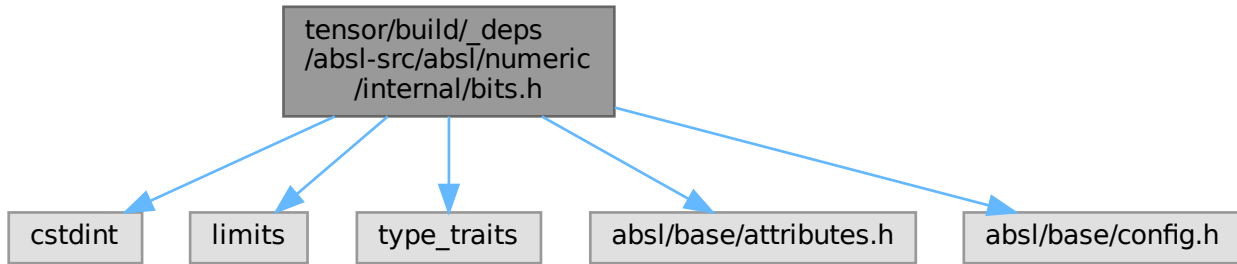 tensor/build/_deps
/absl-src/absl/numeric
/internal/bits.h
cstdint
limits
type_traits
absl/base/attributes.h
absl/base/config.h